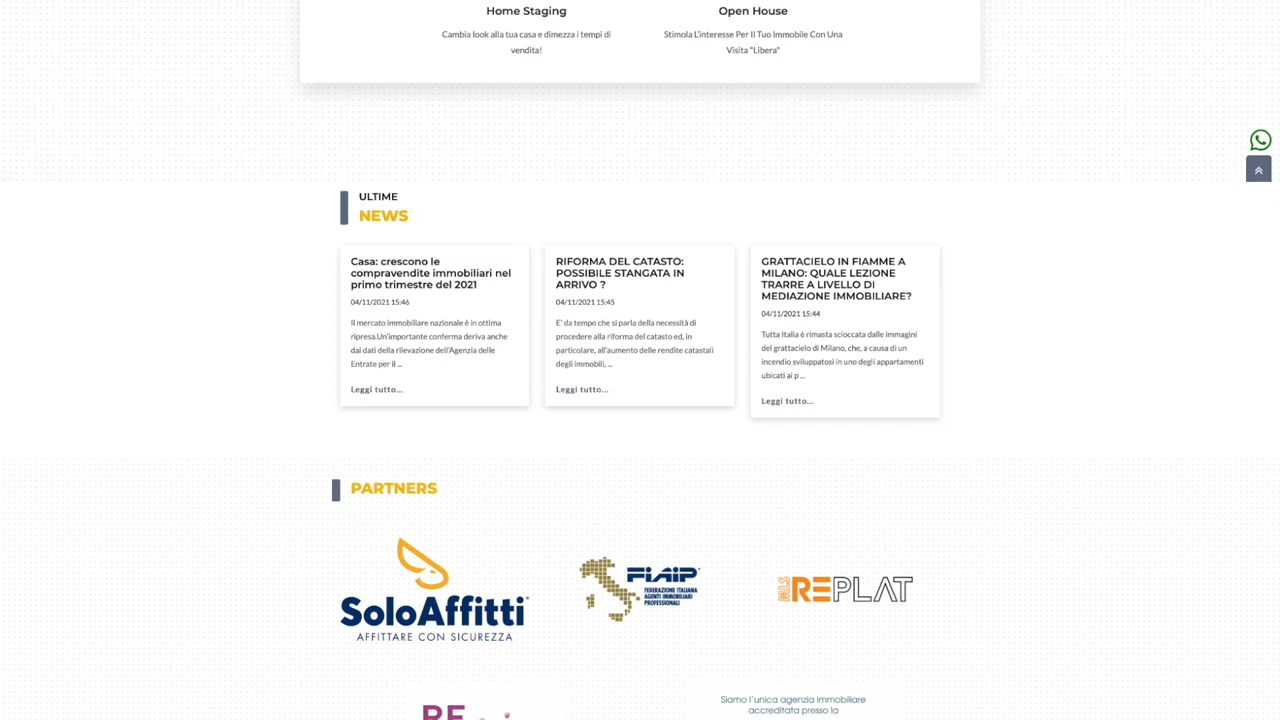 Home Staging
Cambia look alla tua casa e dimezza i tempi di
vendita!
Open House
Stimola L'interesse Per Il Tuo Immobile Con Una
Visita "Libera"
ULTIME
NEWS
Casa: crescono le
compravendite immobiliari nel
primo trimestre del 2021
04/11/2021 15:46
Il mercato immobiliare nazionale è in ottima
ripresa.Un'importante conferma deriva anche
dai dati della rilevazione dell'Agenzia delle
Entrate per il ...
Leggi tutto...
RIFORMA DEL CATASTO:
POSSIBILE STANGATA IN
ARRIVO ?
04/11/2021 15:45
E' da tempo che si parla della necessità di
procedere alla riforma del catasto ed, in
particolare, all'aumento delle rendite catastali
degli immobili, ...
Leggi tutto...
GRATTACIELO IN FIAMME A
MILANO: QUALE LEZIONE
TRARRE A LIVELLO DI
MEDIAZIONE IMMOBILIARE?
04/11/2021 15:44
Tutta Italia è rimasta scioccata dalle immagini
del grattacielo di Milano, che, a causa di un
incendio sviluppatosi in uno degli appartamenti
ubicati ai p ...
Leggi tutto...
PARTNERS
SoloAffitti
AFFITTARE CON SICUREZZA
FIAIP
FEDERAZIONE ITALIANA
AGENTI IMMOBILIARI
PROFESSIONALI
MLS REPLAT
RE
Siamo l'unica agenzia immobiliare
accreditata presso la